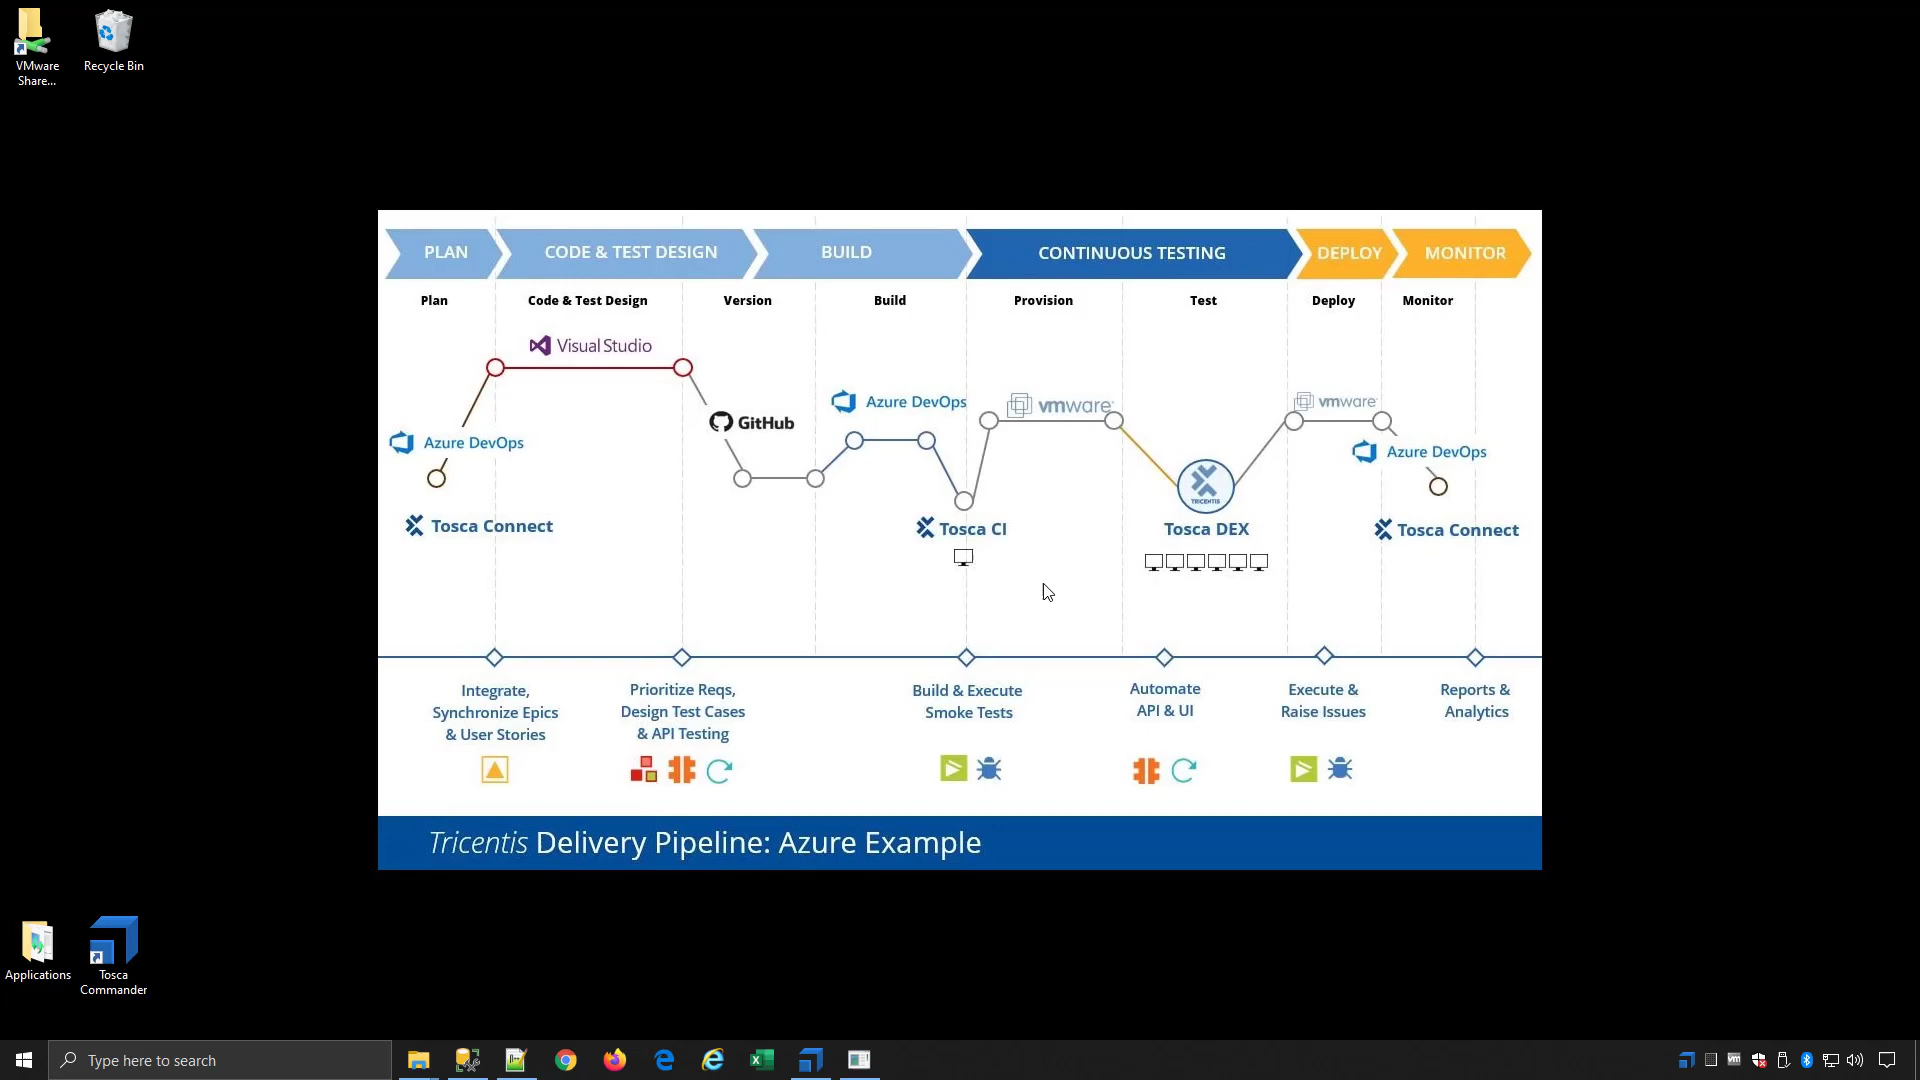 VMware
Share...
Recycle Bin
PLAN
CODE & TEST DESIGN
BUILD
CONTINUOUS TESTING
DEPLOY
MONITOR
Plan
Code & Test Design
Version
Build
Provision
Test
Deploy
Monitor
Visual Studio
Azure DevOps
vmware
vmware
GitHub
Azure DevOps
Azure DevOps
TRICENTIS
Tosca Connect
Tosca CI
Tosca DEX
Tosca Connect
Integrate,
Synchronize Epics
& User Stories
Prioritize Reqs,
Design Test Cases
& API Testing
Build & Execute
Smoke Tests
Automate
API & UI
Execute &
Raise Issues
Reports &
Analytics
Tricentis Delivery Pipeline: Azure Example
Applications
Tosca
Commander
Type here to search
vm